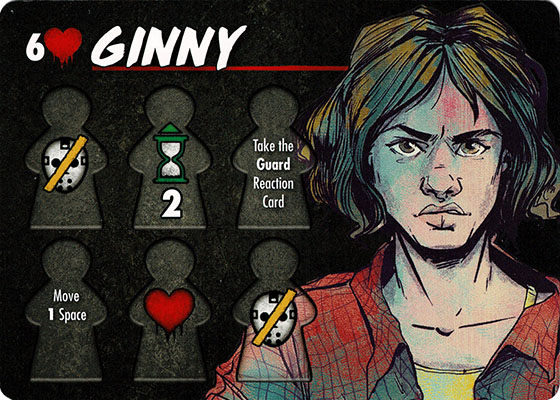 6 GINNY
2
Take the
Guard
Reaction
Card
Move
1 Space